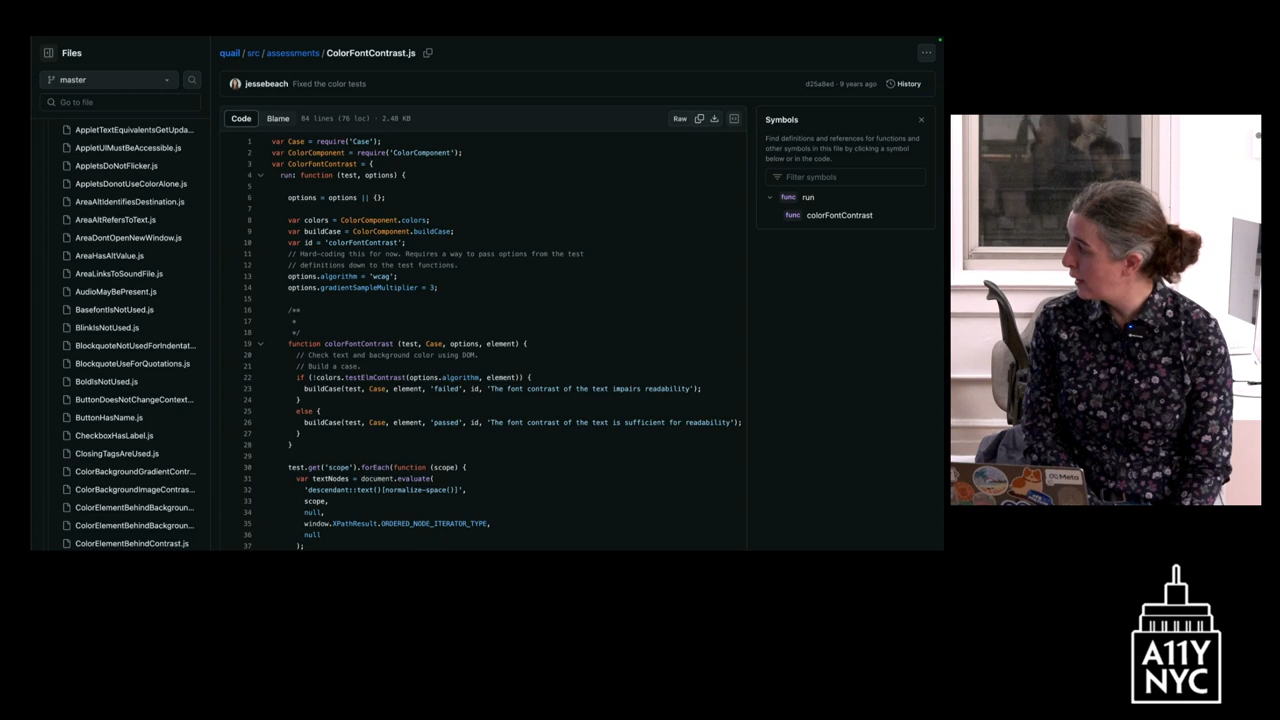 Files
master
Go to file
AppletTextEquivalentsGetUpda...
AppletUIMustBeAccessible.js
AppletsDoNotFlicker.js
AppletsDonotUseColorAlone.js
AreaAltIdentifiesDestination.js
AreaAltRefersToText.js
AreaDontOpenNewWindow.js
AreaHasAltValue.js
AreaLinksToSoundFile.js
AudioMayBePresent.js
BasefontIsNotUsed.js
BlinkIsNotUsed.js
BlockquoteNotUsedForIndentat...
BlockquoteUseForQuotations.js
BoldIsNotUsed.js
ButtonDoesNotChangeContext...
ButtonHasName.js
CheckboxHasLabel.js
ClosingTagsAreUsed.js
ColorBackgroundGradientContr...
ColorBackgroundImageContras...
ColorElementBehindBackgroun...
ColorElementBehindBackgroun...
ColorElementBehindContrast.js
quail / src / assessments / ColorFontContrast.js
jessebeach Fixed the color tests
d25a8ed · 9 years ago History
Code Blame 84 lines (76 loc) · 2.48 KB Raw
1 var Case = require('Case');
2 var ColorComponent = require('ColorComponent');
3 var ColorFontContrast = {
4 run: function (test, options) {
5
6 options = options || {};
7
8 var colors = ColorComponent.colors;
9 var buildCase = ColorComponent.buildCase;
10 var id = 'colorFontContrast';
11 // Hard-coding this for now. Requires a way to pass options from the test
12 // definitions down to the test functions.
13 options.algorithm = 'wcag';
14 options.gradientSampleMultiplier = 3;
15
16 /**
17 *
18 */
19 function colorFontContrast (test, Case, options, element) {
20 // Check text and background color using DOM.
21 // Build a case.
22 if (!colors.testElmContrast(options.algorithm, element)) {
23 buildCase(test, Case, element, 'failed', id, 'The font contrast of the text impairs readability');
24 }
25 else {
26 buildCase(test, Case, element, 'passed', id, 'The font contrast of the text is sufficient for readability');
27 }
28 }
29
30 test.get('scope').forEach(function (scope) {
31 var textNodes = document.evaluate(
32 'descendant::text()[normalize-space()]',
33 scope,
34 null,
35 window.XPathResult.ORDERED_NODE_ITERATOR_TYPE,
36 null
37 );
Symbols
Find definitions and references for functions and
other symbols in this file by clicking a symbol
below or in the code.
Filter symbols
func run
func colorFontContrast
Meta
A11Y
NYC